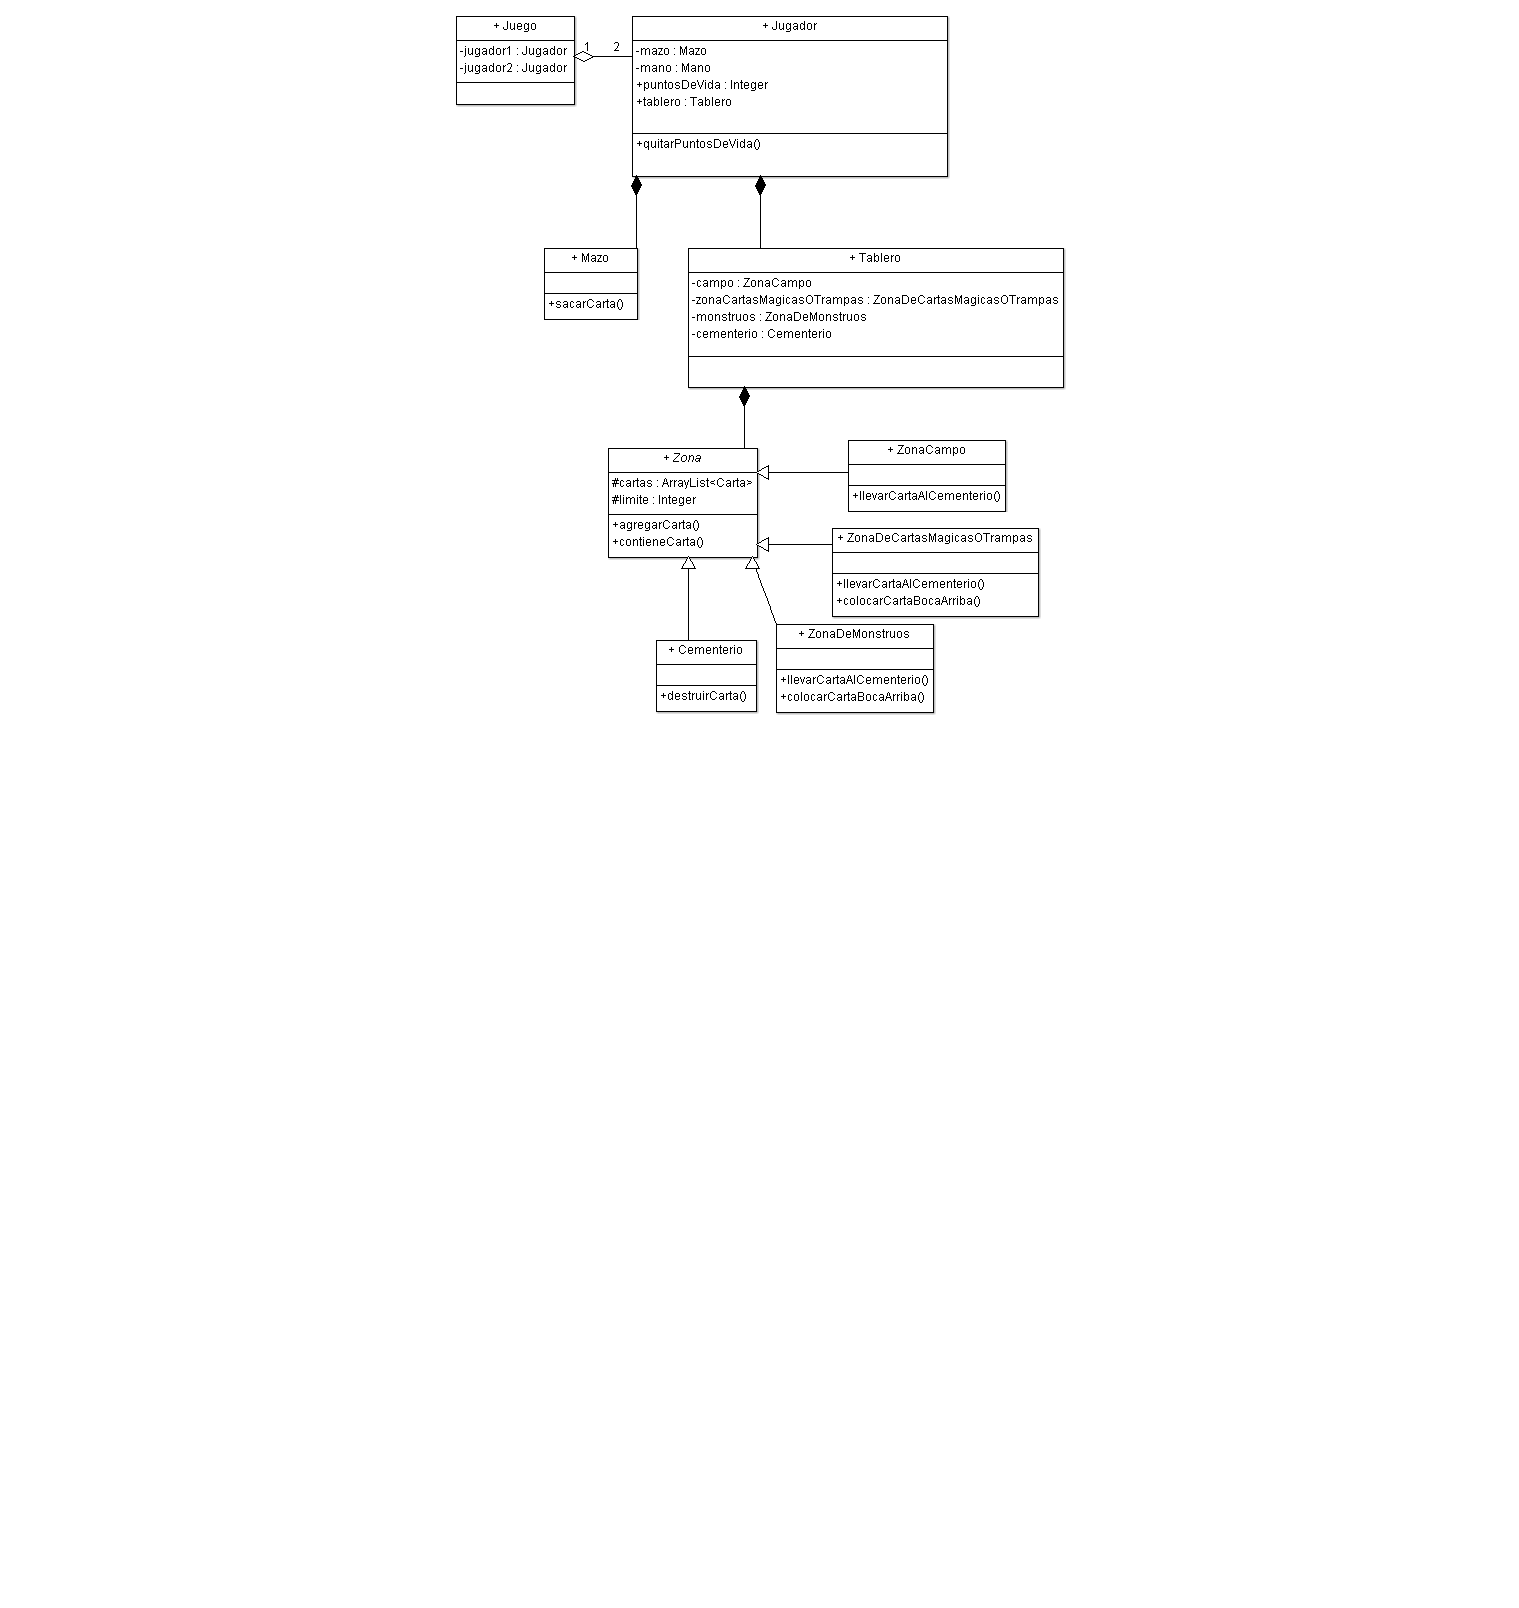 + Juego
-jugador1 : Jugador
-jugador2 : Jugador
1
2
+ Jugador
-mazo : Mazo
-mano : Mano
+puntosDeVida : Integer
+tablero : Tablero
+quitarPuntosDeVida()
+ Mazo
+sacarCarta()
+ Tablero
-campo : ZonaCampo
-zonaCartasMagicasOTrampas : ZonaDeCartasMagicasOTrampas
-monstruos : ZonaDeMonstruos
-cementerio : Cementerio
+ Zona
#cartas : ArrayList<Carta>
#limite : Integer
+agregarCarta()
+contieneCarta()
+ ZonaCampo
+llevarCartaAlCementerio()
+ ZonaDeCartasMagicasOTrampas
+llevarCartaAlCementerio()
+colocarCartaBocaArriba()
+ ZonaDeMonstruos
+llevarCartaAlCementerio()
+colocarCartaBocaArriba()
+ Cementerio
+destruirCarta()